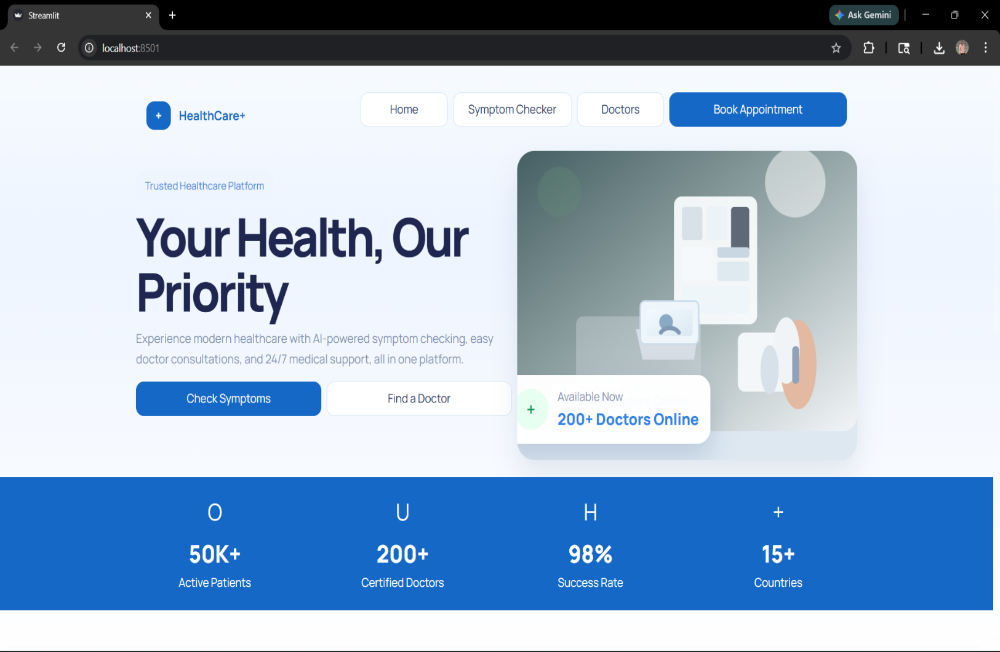 Streamlit
Ask Gemini
localhost:8501
+ HealthCare+
Home
Symptom Checker
Doctors
Book Appointment
Trusted Healthcare Platform
Your Health, Our
Priority
Experience modern healthcare with AI-powered symptom checking, easy
doctor consultations, and 24/7 medical support, all in one platform.
Check Symptoms
Find a Doctor
+
Available Now
200+ Doctors Online
O
50K+
Active Patients
U
200+
Certified Doctors
H
98%
Success Rate
+
15+
Countries